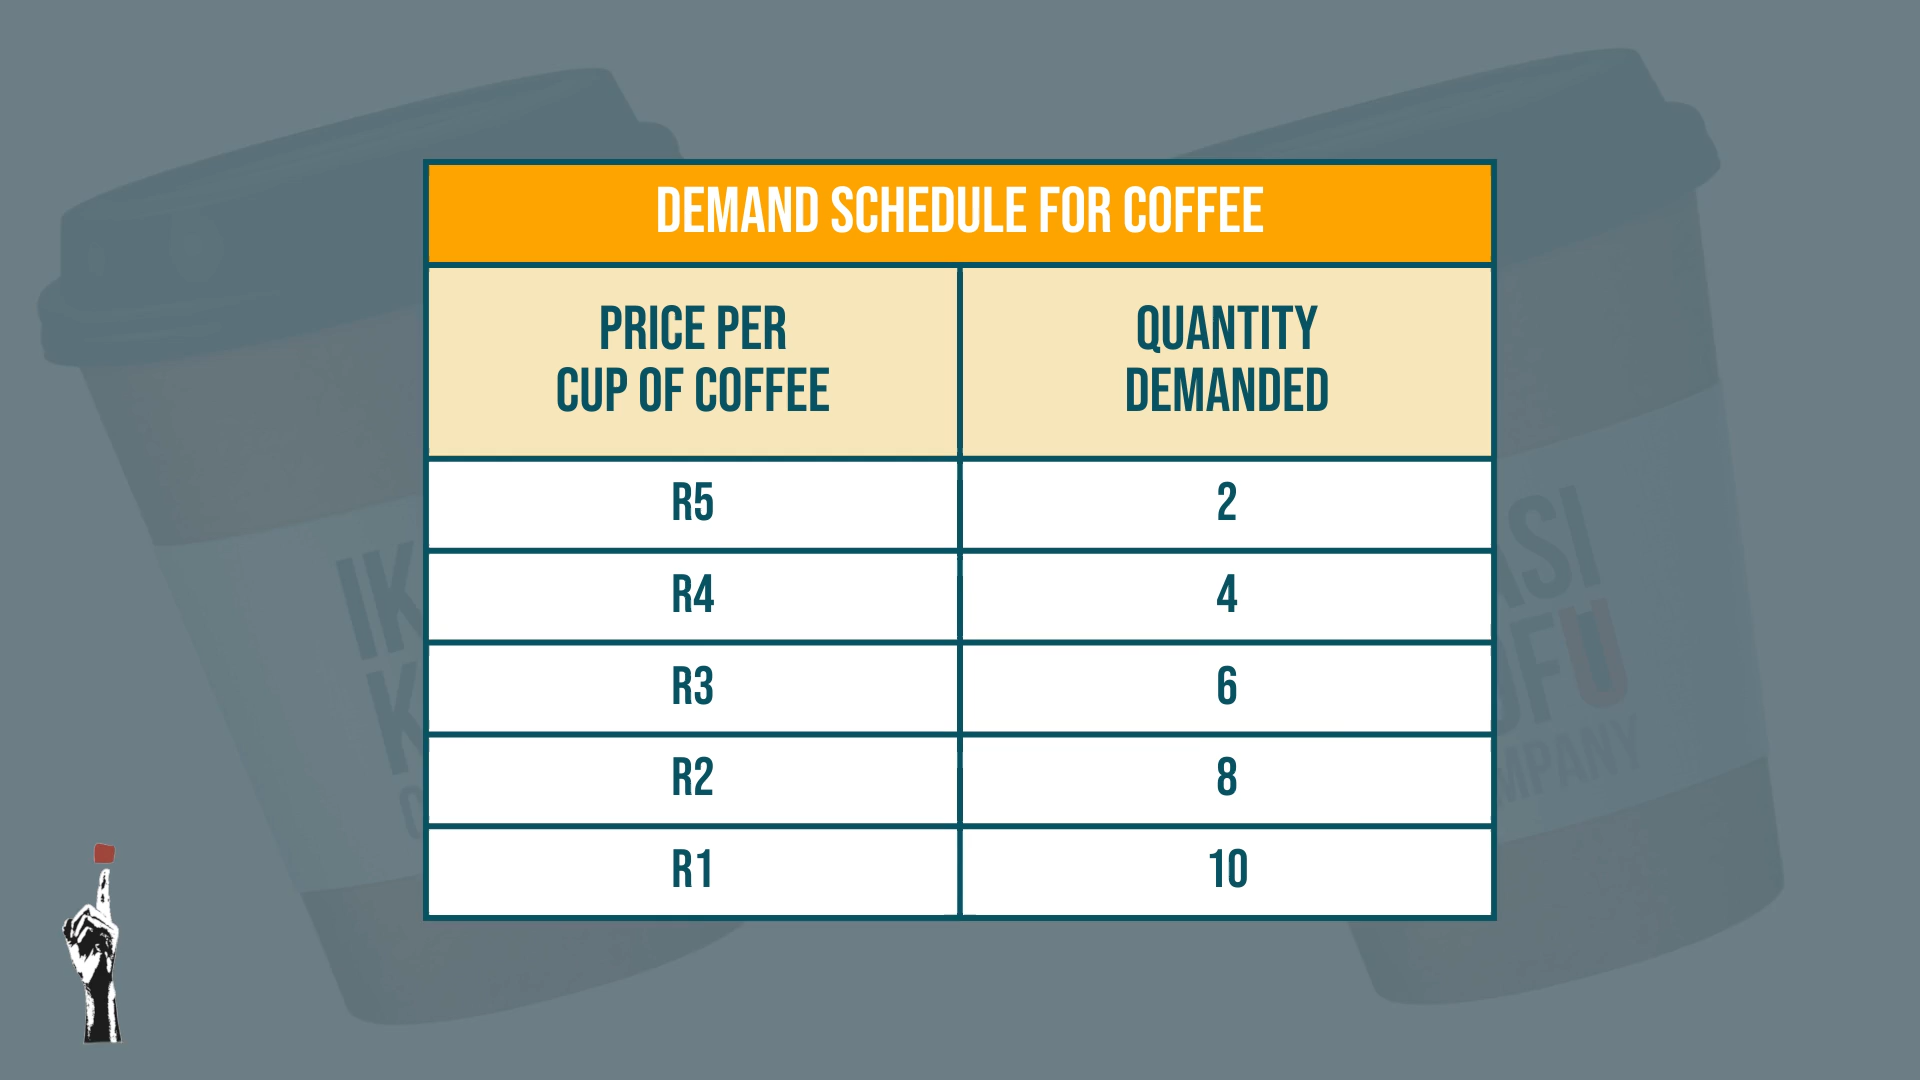 DEMAND SCHEDULE FOR COFFEE
PRICE PER
CUP OF COFFEE
QUANTITY
DEMANDED
R5 2
R4 4
R3 6
R2 8
R1 10